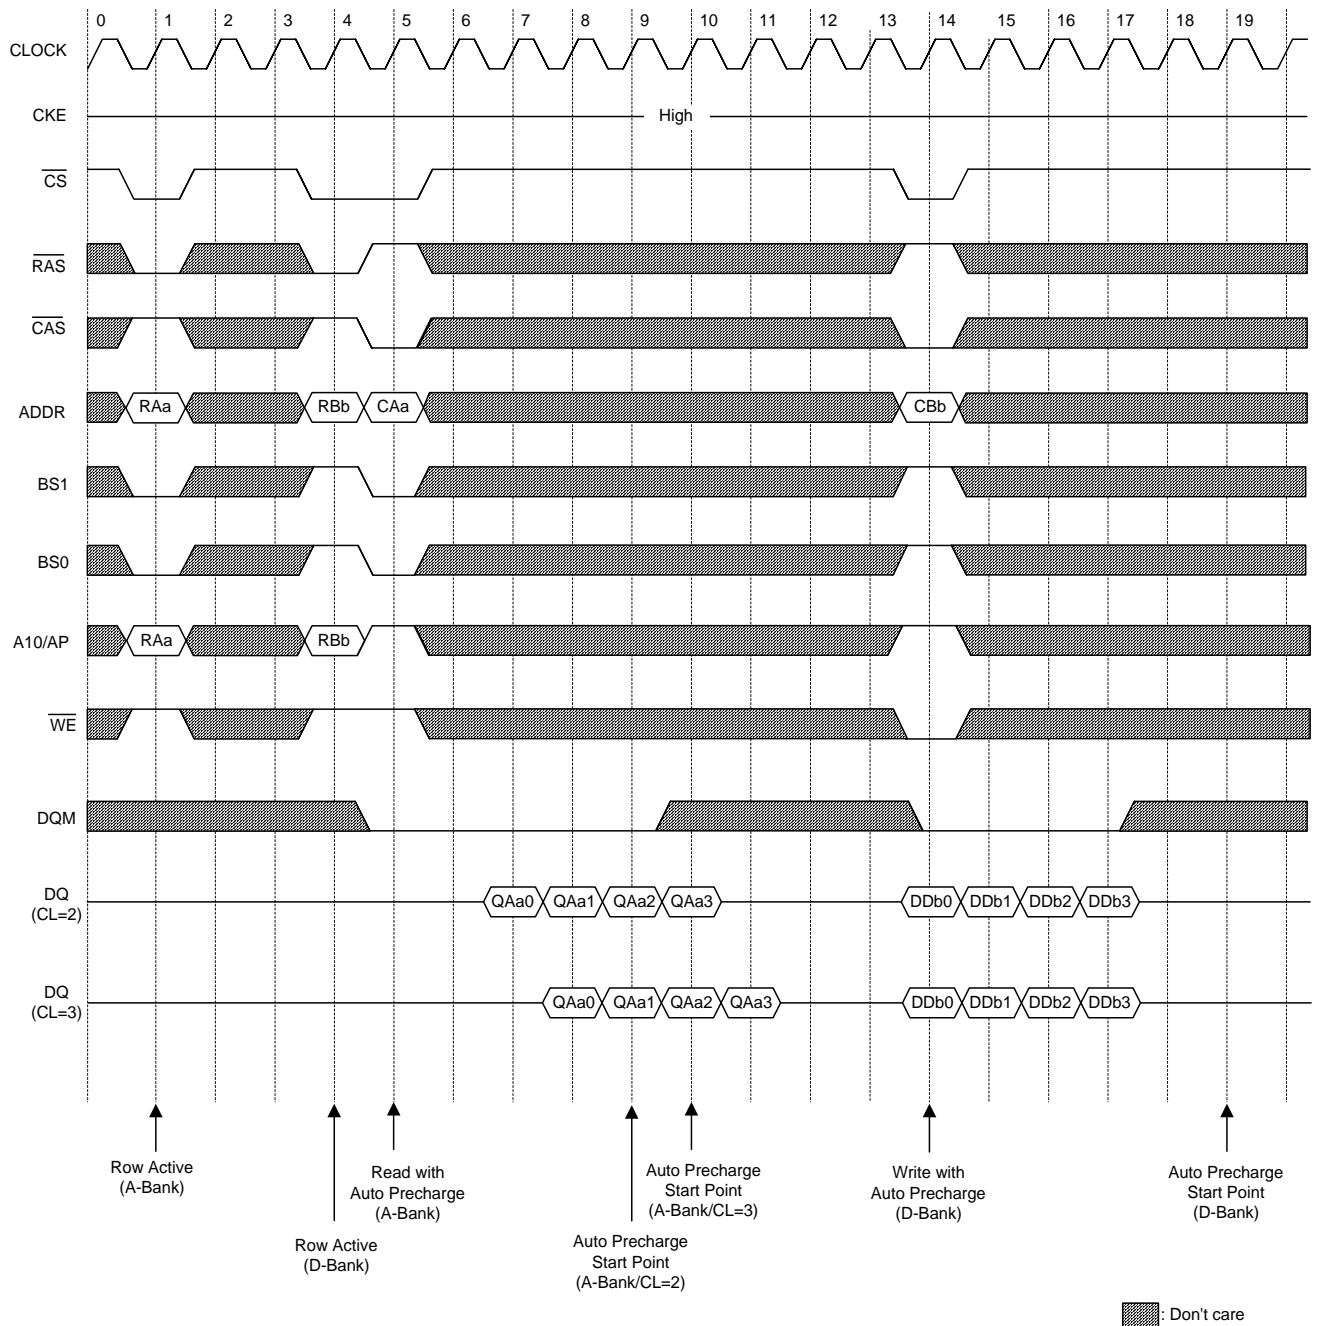 0 1 2 3 4 5 6 7 8 9 10 11 12 13 14 15 16 17 18 19
CLOCK
CKE High
CS
RAS
CAS
ADDR RAa RBb CAa CBb
BS1
BS0
A10/AP RAa RBb
WE
DQM
DQ
(CL=2)
QAa0 QAa1 QAa2 QAa3 DDb0 DDb1 DDb2 DDb3
DQ
(CL=3)
QAa0 QAa1 QAa2 QAa3 DDb0 DDb1 DDb2 DDb3
Row Active
(A-Bank)
Row Active
(D-Bank)
Read with
Auto Precharge
(A-Bank)
Auto Precharge
Start Point
(A-Bank/CL=2)
Auto Precharge
Start Point
(A-Bank/CL=3)
Write with
Auto Precharge
(D-Bank)
Auto Precharge
Start Point
(D-Bank)
: Don't care